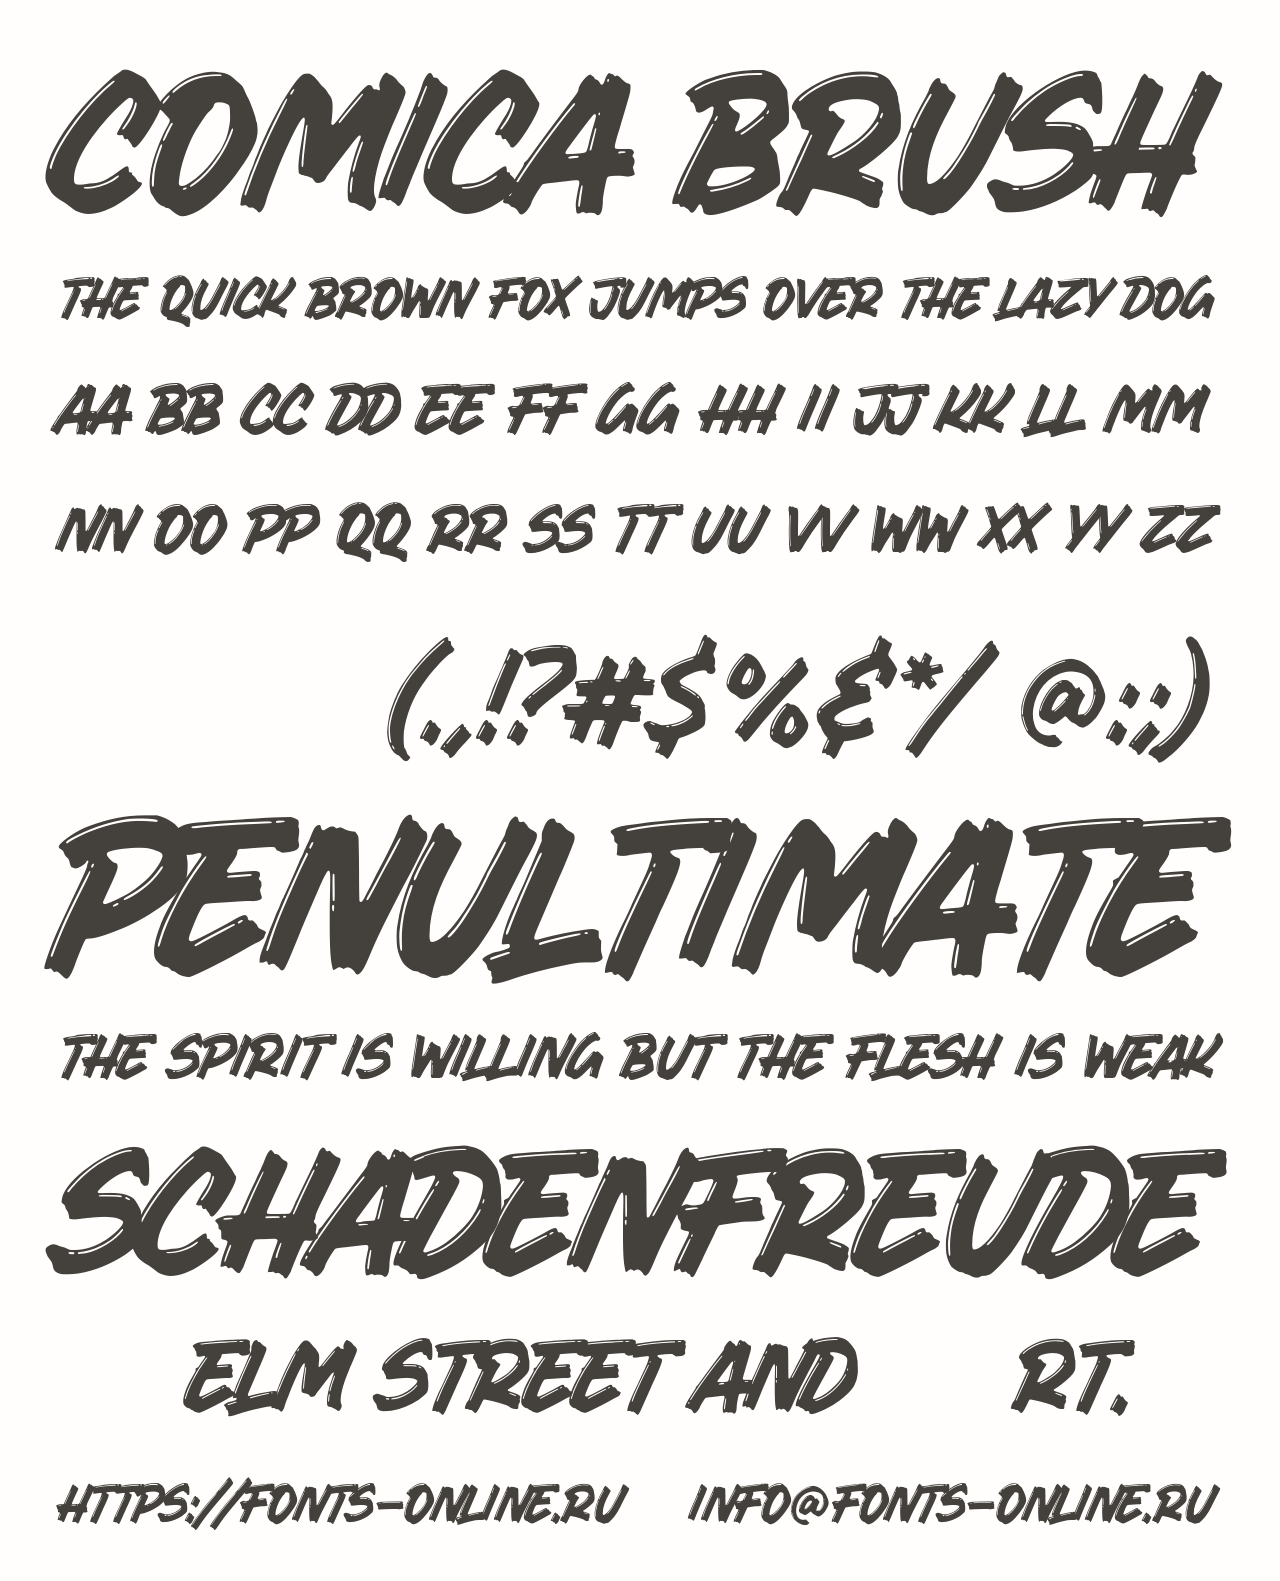 COMICA BRUSH
THE QUICK BROWN FOX JUMPS OVER THE LAZY DOG
AA BB CC DD EE FF GG HH II JJ KK LL MM
NN OO PP QQ RR SS TT UU VV WW XX YY ZZ
(.,!?#$%&*/ @:;)
PENULTIMATE
THE SPIRIT IS WILLING BUT THE FLESH IS WEAK
SCHADENFREUDE
ELM STREET AND RT.
HTTPS://FONTS-ONLINE.RU INFO@FONTS-ONLINE.RU